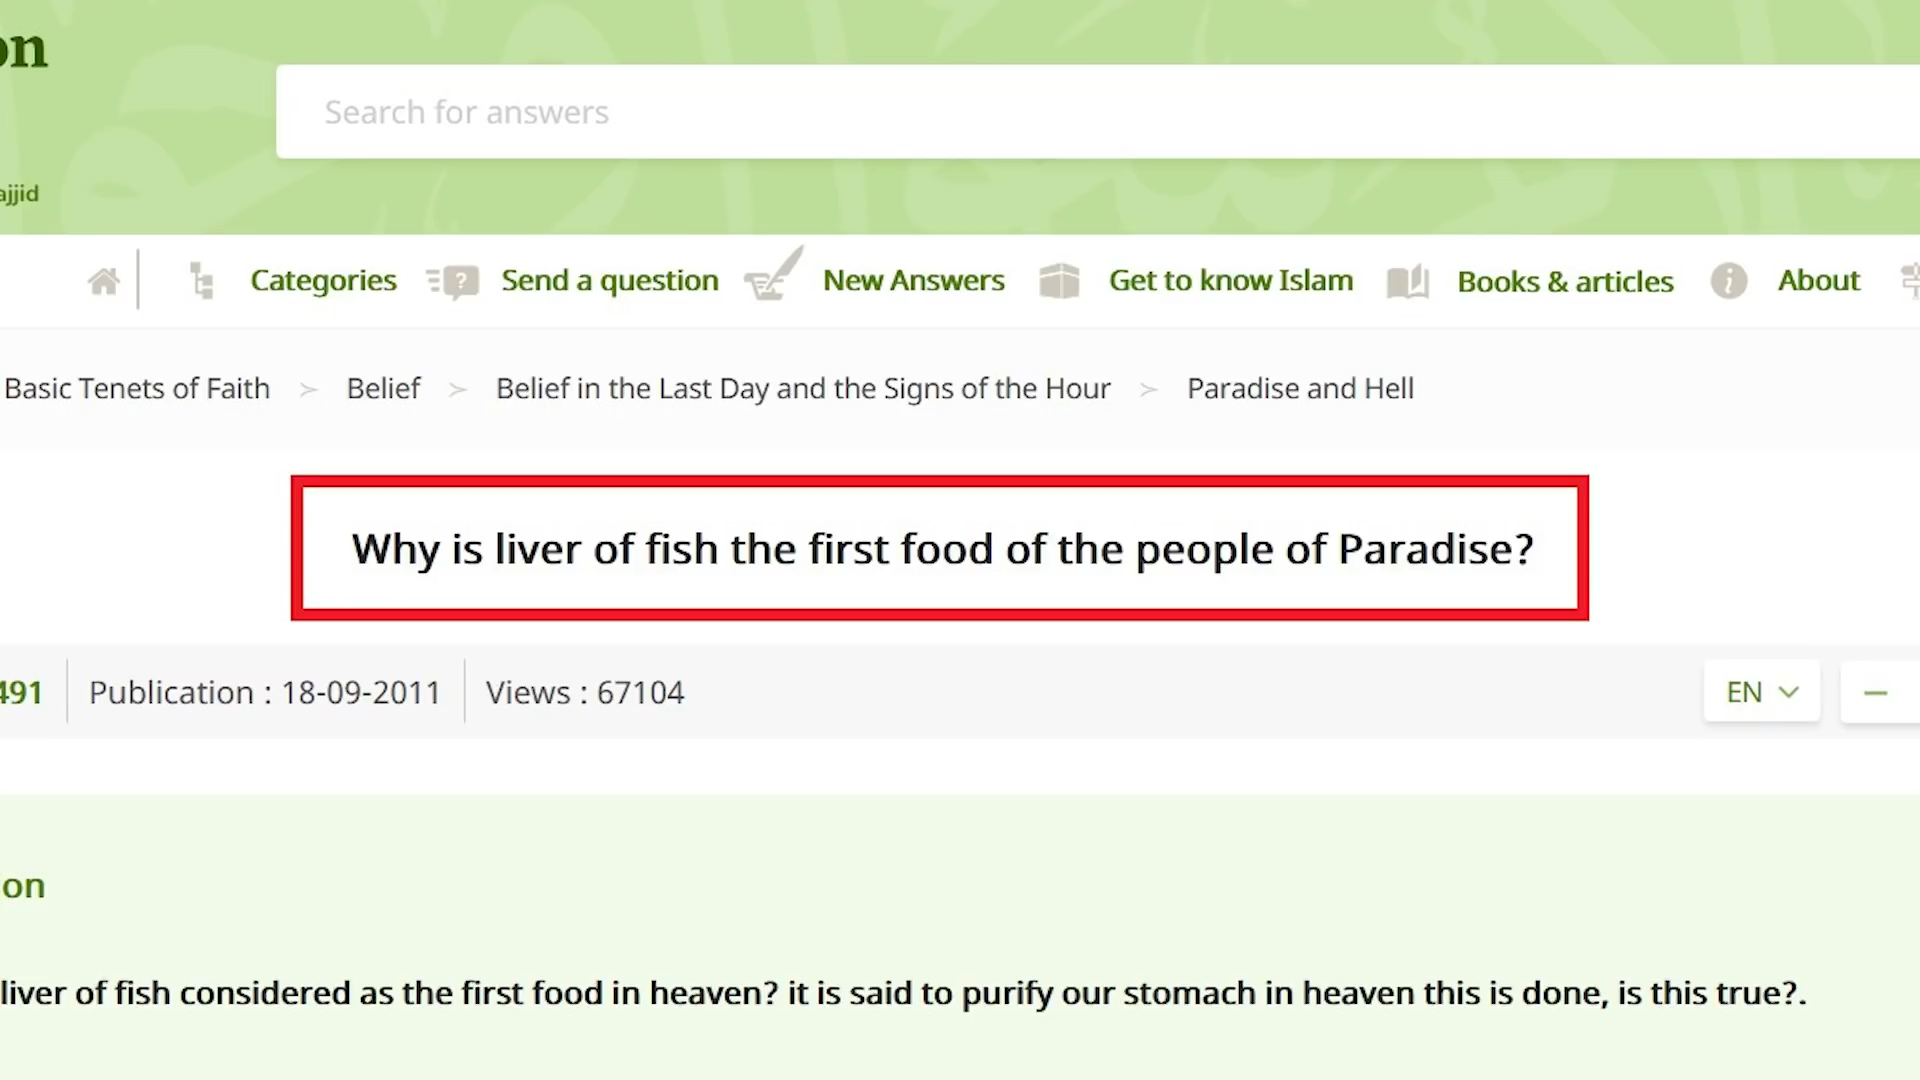 on
Search for answers
ajjid
Categories Send a question New Answers Get to know Islam Books & articles About
Basic Tenets of Faith > Belief > Belief in the Last Day and the Signs of the Hour > Paradise and Hell
Why is liver of fish the first food of the people of Paradise?
491 Publication : 18-09-2011 Views : 67104 EN
on
liver of fish considered as the first food in heaven? it is said to purify our stomach in heaven this is done, is this true?.